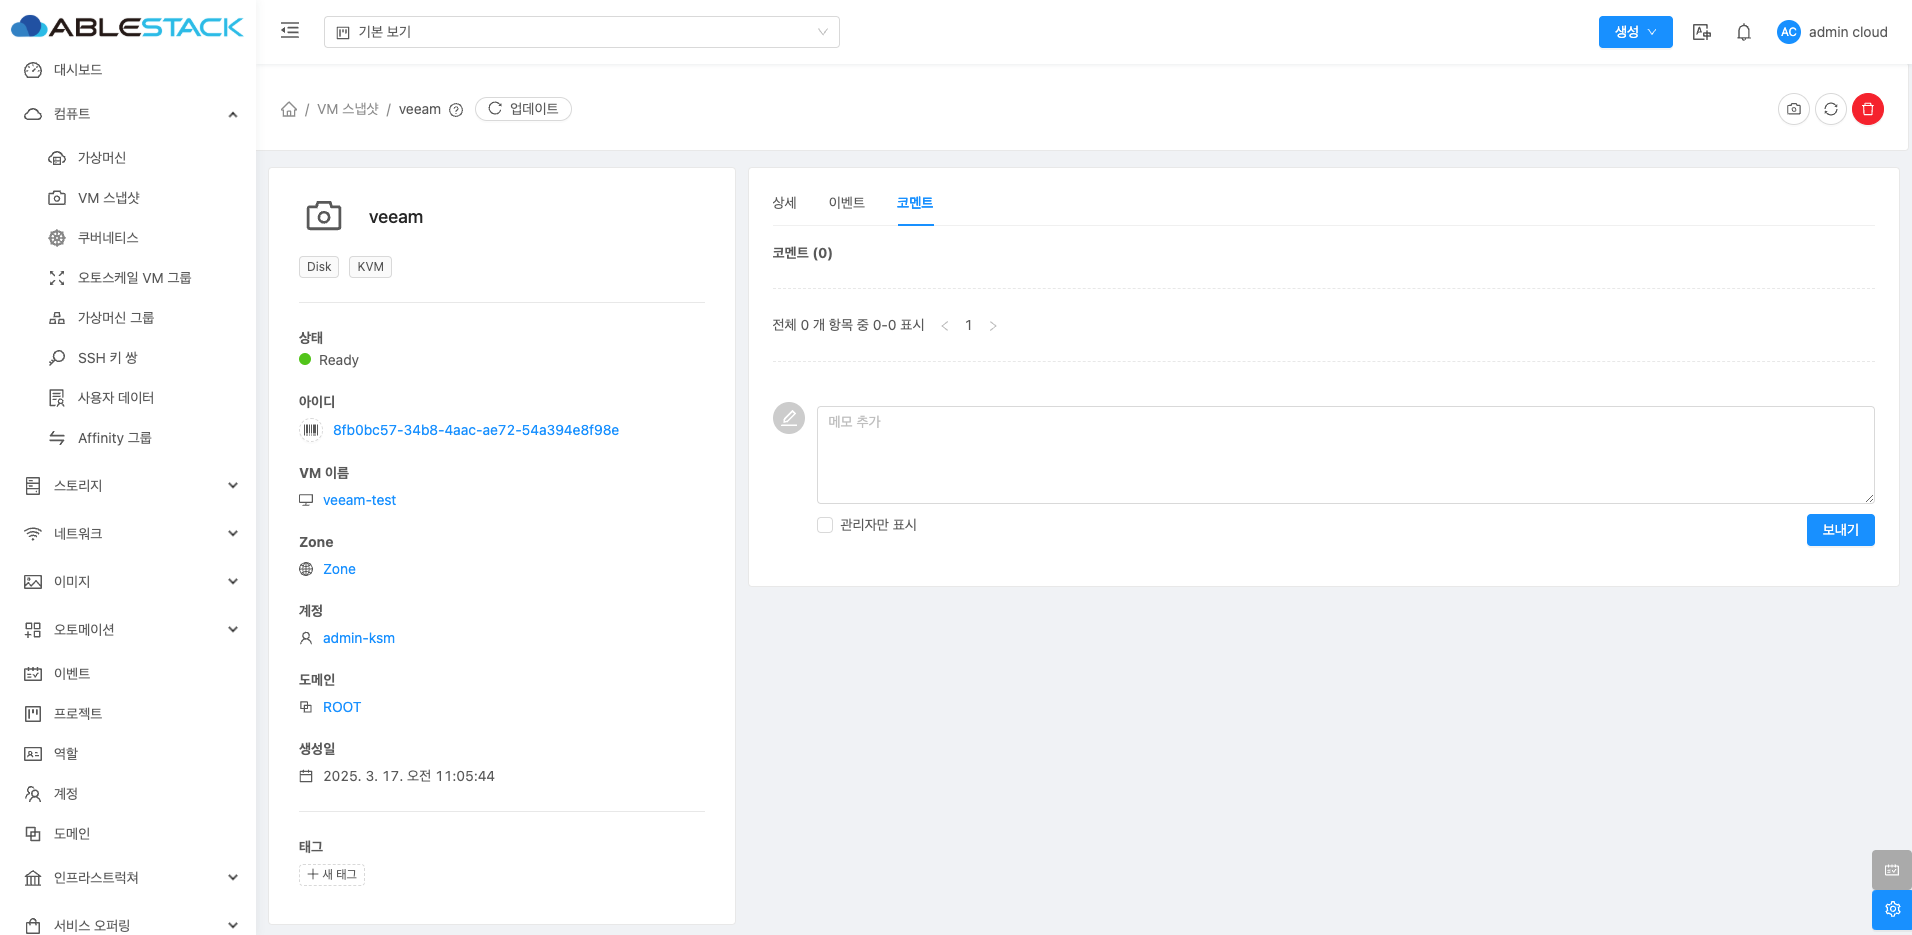 ABLESTACK
기본 보기
생성
AC
admin cloud
대시보드
컴퓨트
가상머신
VM 스냅샷
쿠버네티스
오토스케일 VM 그룹
가상머신 그룹
SSH 키 쌍
사용자 데이터
Affinity 그룹
스토리지
네트워크
이미지
오토메이션
이벤트
프로젝트
역할
계정
도메인
인프라스트럭쳐
서비스 오퍼링
/ VM 스냅샷 / veeam
업데이트
veeam
Disk KVM
상태
Ready
아이디
8fb0bc57-34b8-4aac-ae72-54a394e8f98e
VM 이름
veeam-test
Zone
Zone
계정
admin-ksm
도메인
ROOT
생성일
2025. 3. 17. 오전 11:05:44
태그
새 태그
상세 이벤트 코멘트
코멘트 (0)
전체 0 개 항목 중 0-0 표시 < 1 >
메모 추가
관리자만 표시
보내기